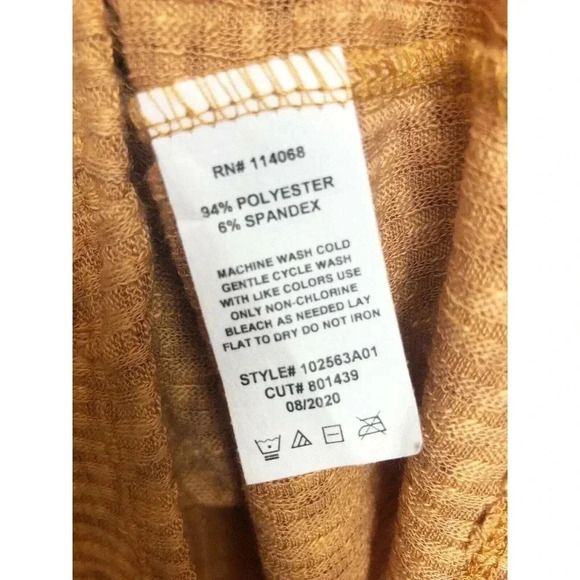 RN# 114068
94% POLYESTER
6% SPANDEX
MACHINE WASH COLD
GENTLE CYCLE WASH
WITH LIKE COLORS USE
ONLY NON-CHLORINE
BLEACH AS NEEDED LAY
FLAT TO DRY DO NOT IRON
STYLE# 102563A01
CUT# 801439
08/2020